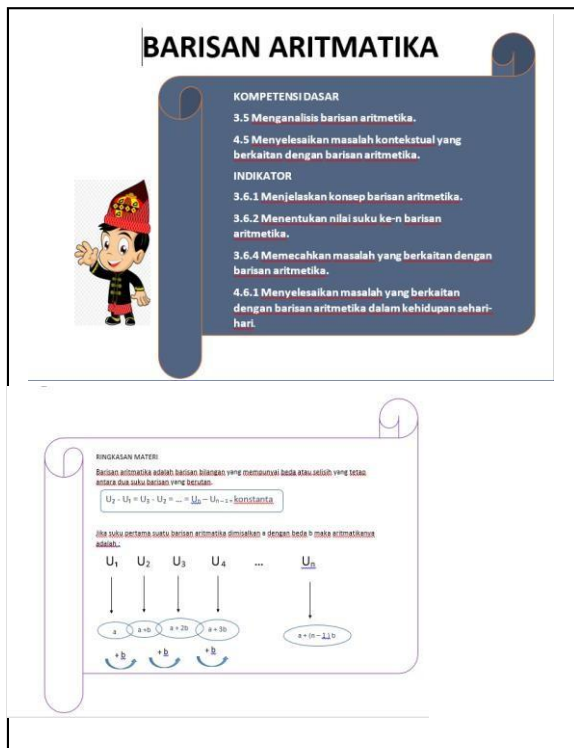 BARISAN ARITMATIKA
KOMPETENSI DASAR
3.5 Menganalisis barisan aritmetika.
4.5 Menyelesaikan masalah kontekstual yang
berkaitan dengan barisan aritmetika.
INDIKATOR
3.6.1 Menjelaskan konsep barisan aritmetika.
3.6.2 Menentukan nilai suku ke-n barisan
aritmetika.
3.6.4 Memecahkan masalah yang berkaitan dengan
barisan aritmetika.
4.6.1 Menyelesaikan masalah yang berkaitan
dengan barisan aritmetika dalam kehidupan sehari-
hari.
RINGKASAN MATERI
Barisan aritmatika adalah barisan bilangan yang mempunyai beda atau selisih yang tetap
antara dua suku barisan yang berutan.
U₂ - U₁ = U₃ - U₂ = ... = Uₙ – Uₙ₋₁ = konstanta
Jika suku pertama suatu barisan aritmatika dimisalkan a dengan beda b maka aritmatikanya
adalah :
U₁ U₂ U₃ U₄ ... Uₙ
a a +b a + 2b a + 3b a + (n – 1) b
+ b + b + b